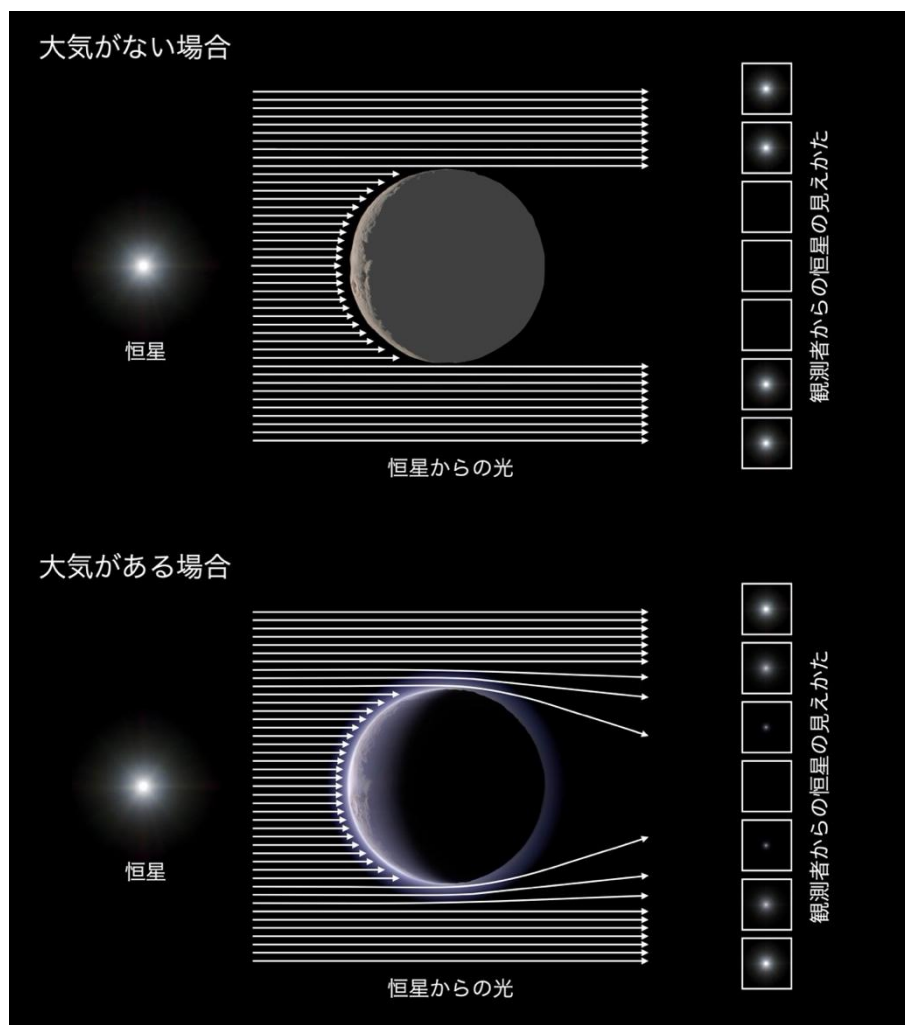 大気がない場合
恒星
恒星からの光
観測者からの恒星の見えかた
大気がある場合
恒星
恒星からの光
観測者からの恒星の見えかた